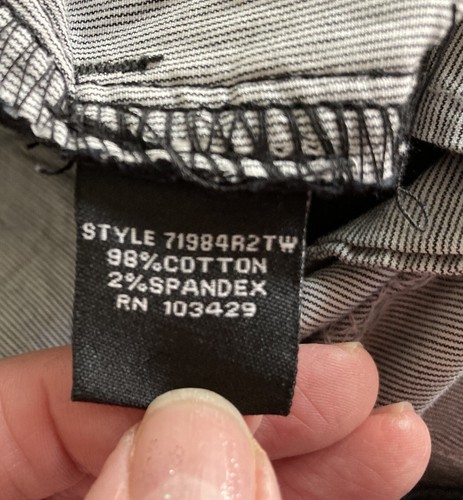 STYLE 71984R2TW
98%COTTON
2%SPANDEX
RN 103429